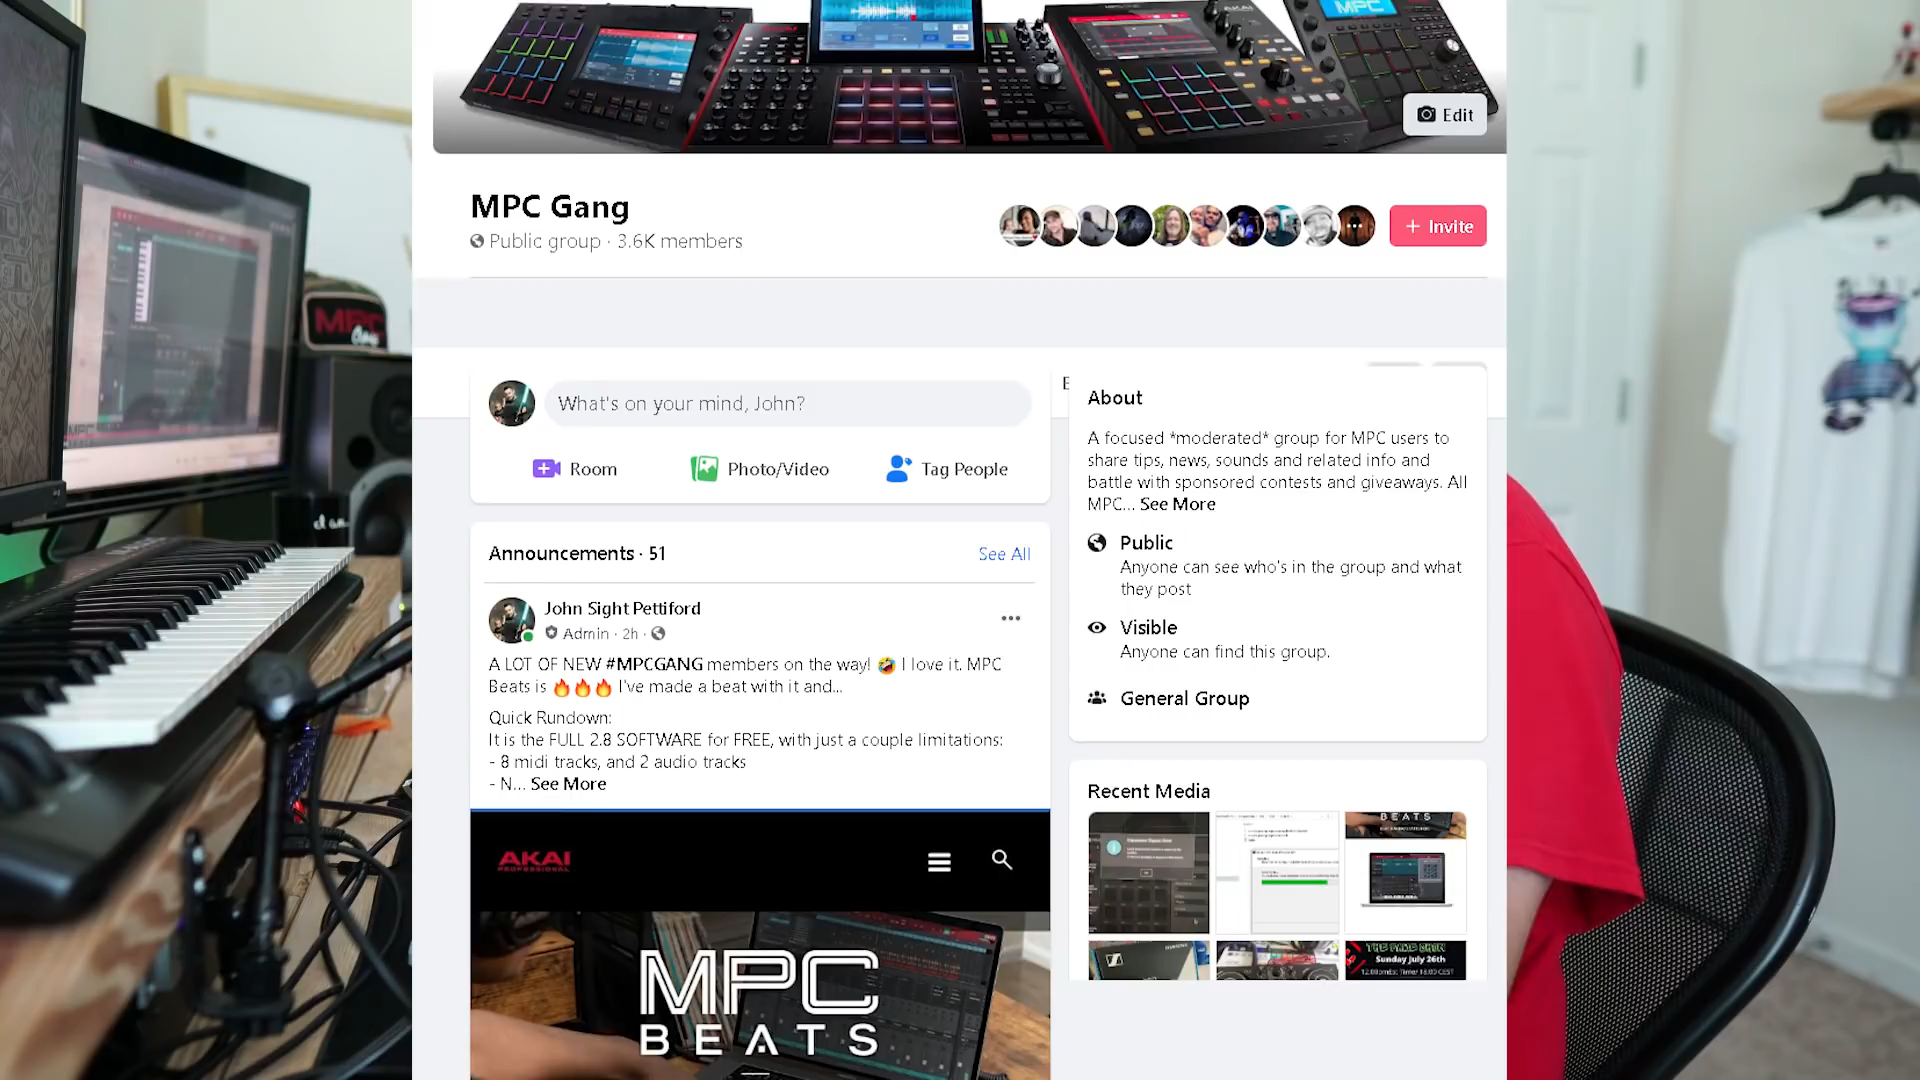 MPC
Edit
MPC Gang
Public group · 3.6K members
+ Invite
MPC
Gang
What's on your mind, John?
Room
Photo/Video
Tag People
E
About
A focused *moderated* group for MPC users to
share tips, news, sounds and related info and
battle with sponsored contests and giveaways. All
MPC... See More
Public
Anyone can see who's in the group and what
they post
Visible
Anyone can find this group.
General Group
Announcements · 51
See All
John Sight Pettiford
Admin · 2h ·
A LOT OF NEW #MPCGANG members on the way! 🤣 I love it. MPC
Beats is 🔥🔥🔥 I've made a beat with it and...
Quick Rundown:
It is the FULL 2.8 SOFTWARE for FREE, with just a couple limitations:
- 8 midi tracks, and 2 audio tracks
- N... See More
AKAI
PROFESSIONAL
MPC
BEATS
Recent Media
BEATS
Sunday July 26th